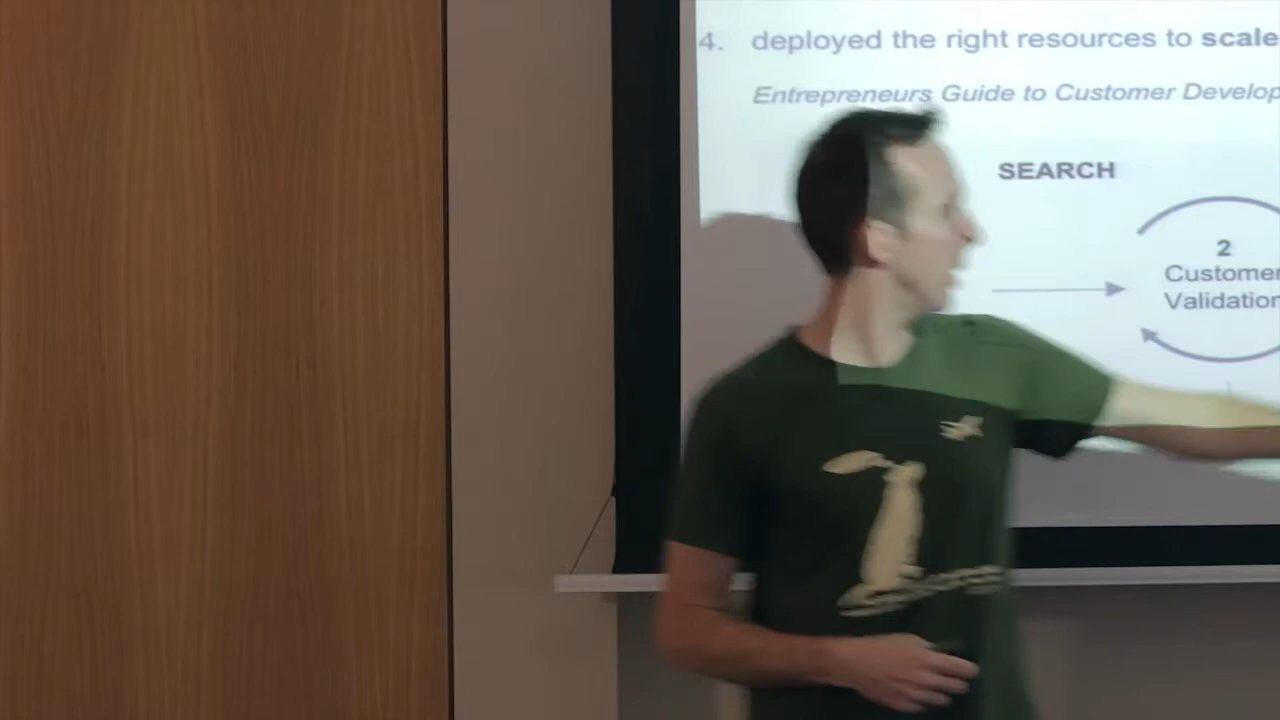 4. deployed the right resources to scale
Entrepreneurs Guide to Customer Develop
SEARCH
2
Customer
Validation